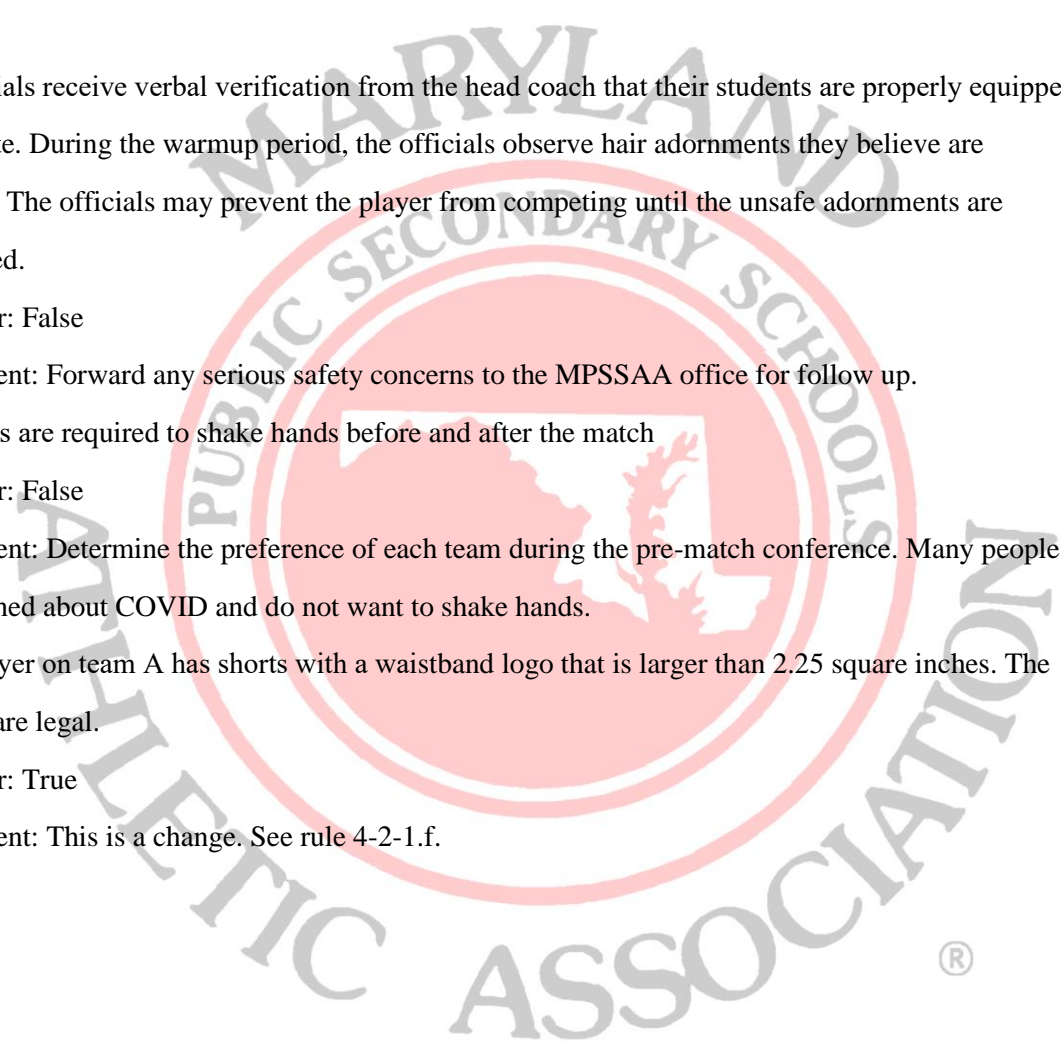 ials receive verbal verification from the head coach that their students are properly equippe
te. During the warmup period, the officials observe hair adornments they believe are
The officials may prevent the player from competing until the unsafe adornments are
ed.
r: False
ent: Forward any serious safety concerns to the MPSSAA office for follow up.
s are required to shake hands before and after the match
r: False
ent: Determine the preference of each team during the pre-match conference. Many people
ned about COVID and do not want to shake hands.
yer on team A has shorts with a waistband logo that is larger than 2.25 square inches. The
are legal.
r: True
ent: This is a change. See rule 4-2-1.f.
MARYLAND
PUBLIC SECONDARY SCHOOLS
ATHLETIC ASSOCIATION
®